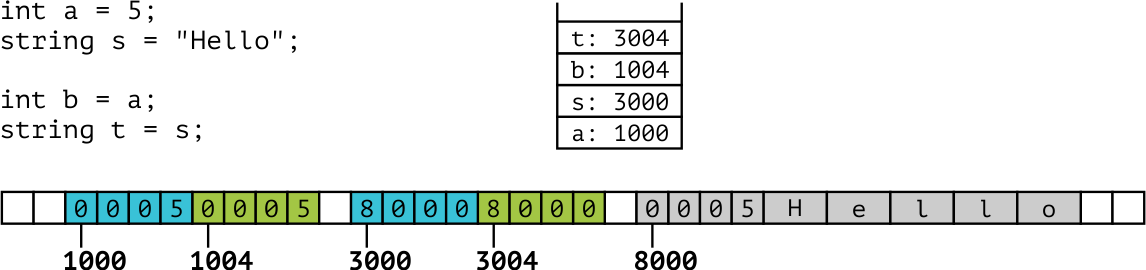 int a = 5;
string s = "Hello";
int b = a;
string t = s;
t: 3004
b: 1004
s: 3000
a: 1000
0 0 0 5 0 0 0 5 8 0 0 0 8 0 0 0 0 0 0 5 H e l l o
1000 1004 3000 3004 8000